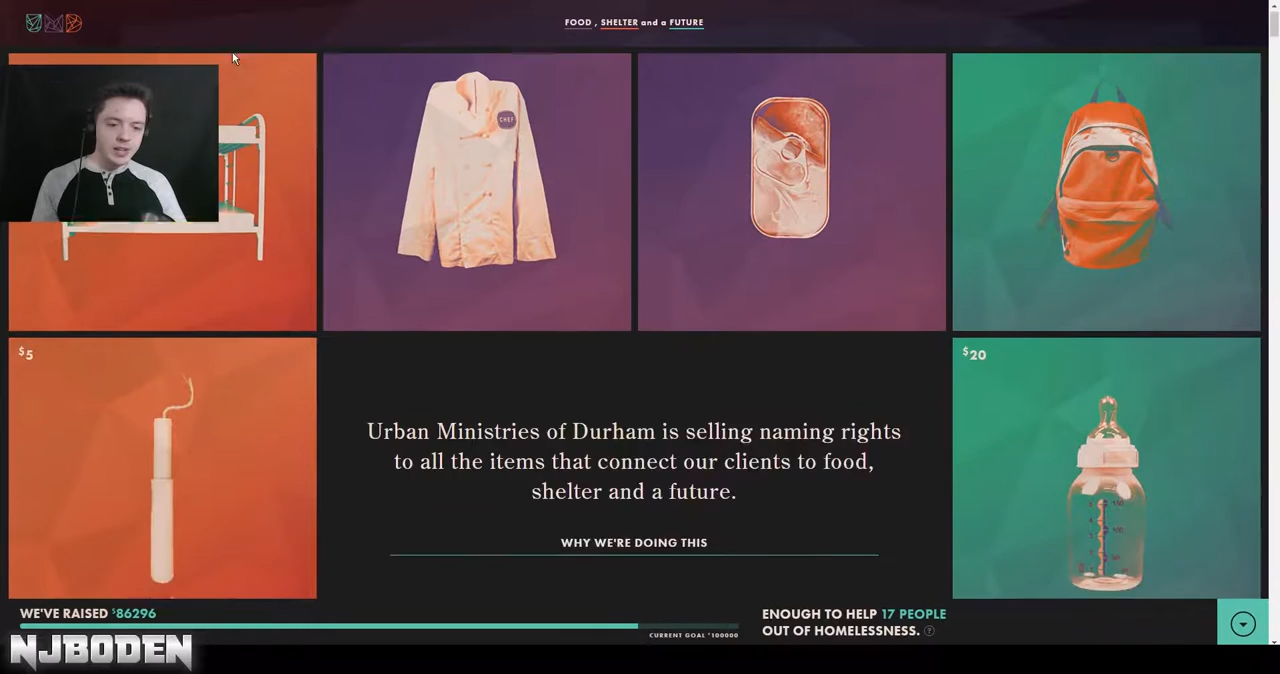 UMD
FOOD , SHELTER and a FUTURE
CHEF
$5
$20
Urban Ministries of Durham is selling naming rights
to all the items that connect our clients to food,
shelter and a future.
WHY WE'RE DOING THIS
WE'VE RAISED $86296
CURRENT GOAL $100000
ENOUGH TO HELP 17 PEOPLE
OUT OF HOMELESSNESS. ?
NJBODEN